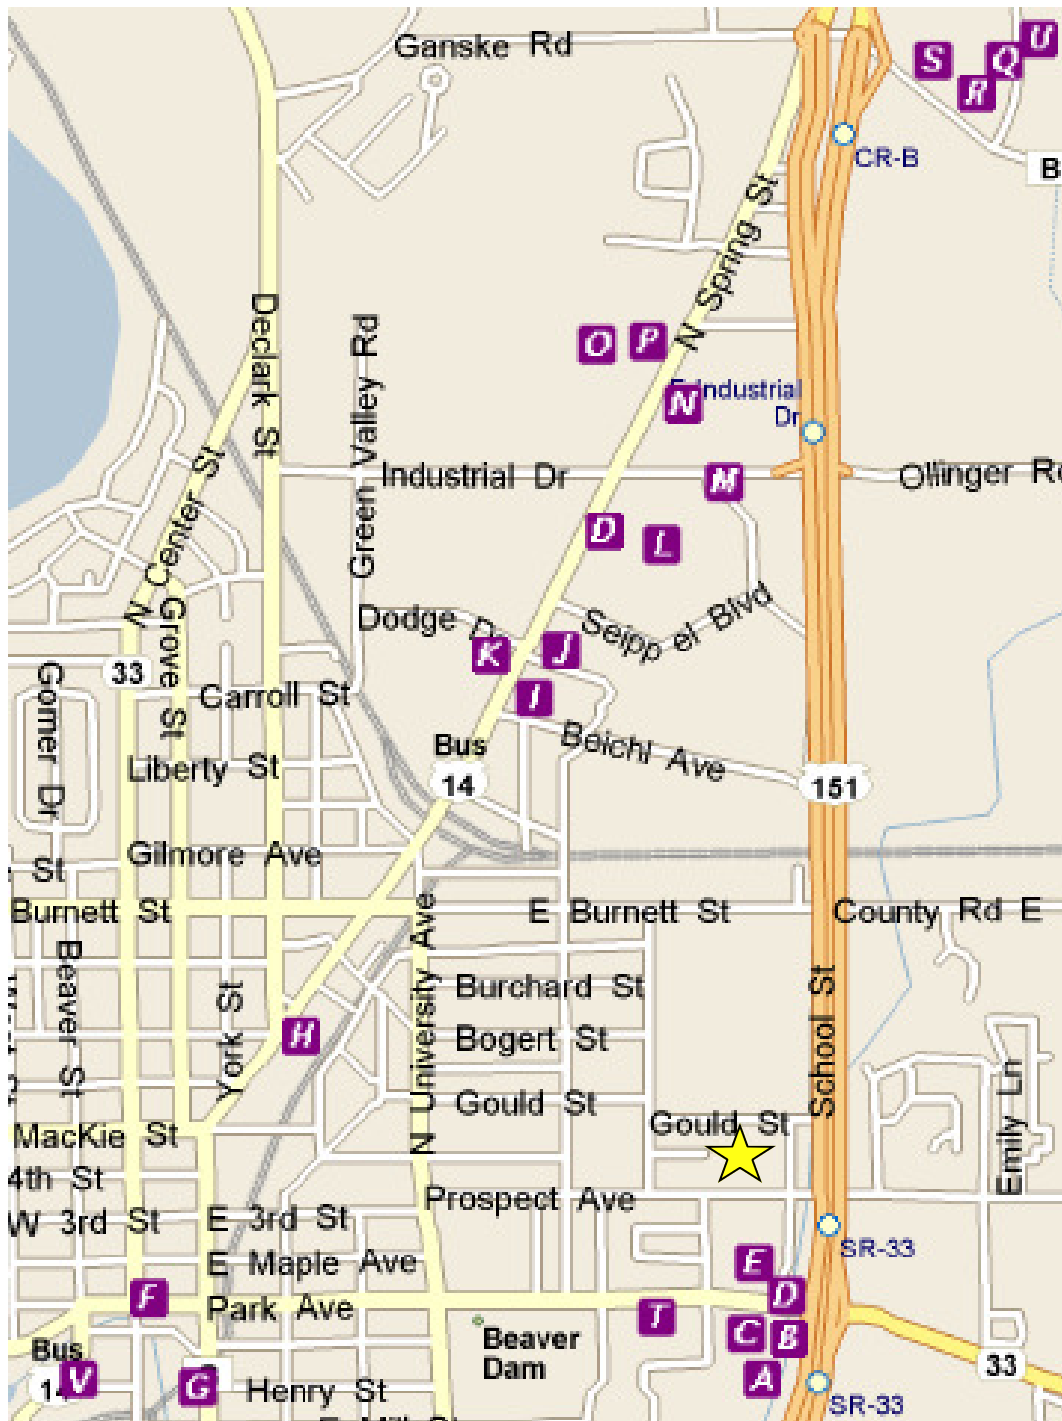 Ganske Rd
S
Q
U
R
CR-B
B
N Spring St
Declark St
Green Valley Rd
O
P
N
Industrial
Dr
Industrial Dr
M
Ollinger
D
L
N Center St
Grove St
Dodge
Seipp el Blvd
K
J
I
33
Gomer Dr
Carroll St
Bus
14
Beichl Ave
Liberty St
151
Gilmore Ave
St
Burnett St
E Burnett St
County Rd E
Beaver St
York St
N University Ave
Burchard St
School St
H
Bogert St
Emily Ln
Gould St
Gould St
MacKie St
4th St
Prospect Ave
W 3rd St
E 3rd St
SR-33
E Maple Ave
E
F
Park Ave
D
T
C
B
Beaver
Dam
Bus
14
V
G
Henry St
A
33
SR-33